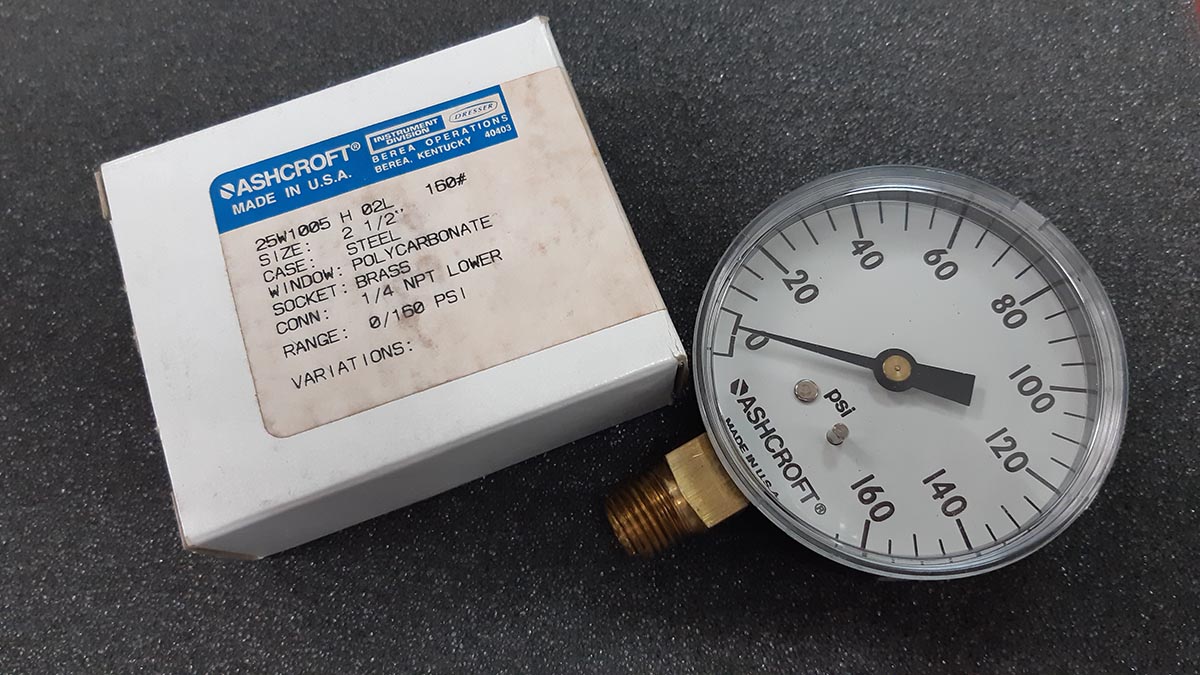 ASHCROFT®
MADE IN U.S.A.
INSTRUMENT
DIVISION
DRESSER
BEREA OPERATIONS
BEREA, KENTUCKY 40403
25W1005 H 02L 160#
SIZE: 2 1/2"
CASE: STEEL
WINDOW: POLYCARBONATE
SOCKET: BRASS
CONN: 1/4 NPT LOWER
RANGE: 0/160 PSI
VARIATIONS:
0
20
40
60
80
100
120
140
160
psi
ASHCROFT®
MADE IN U.S.A.